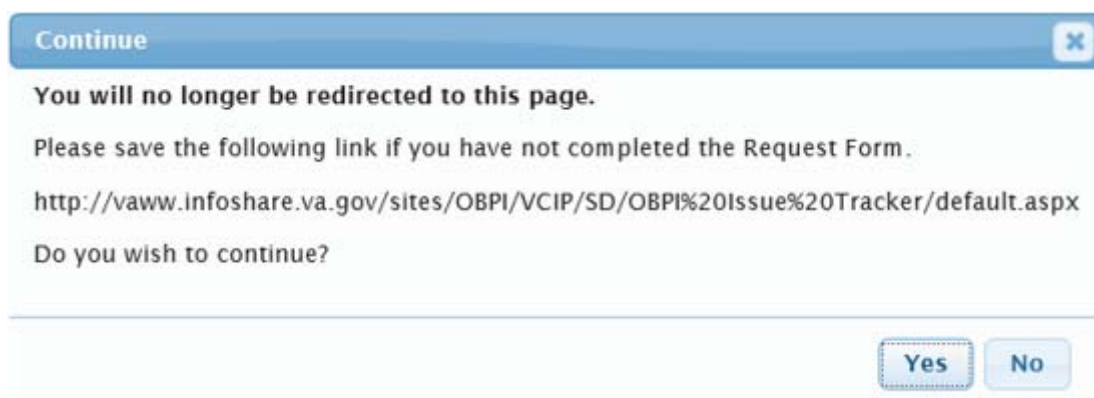 Continue
You will no longer be redirected to this page.
Please save the following link if you have not completed the Request Form.
http://vaww.infoshare.va.gov/sites/OBPI/VCIP/SD/OBPI%20Issue%20Tracker/default.aspx
Do you wish to continue?
Yes No